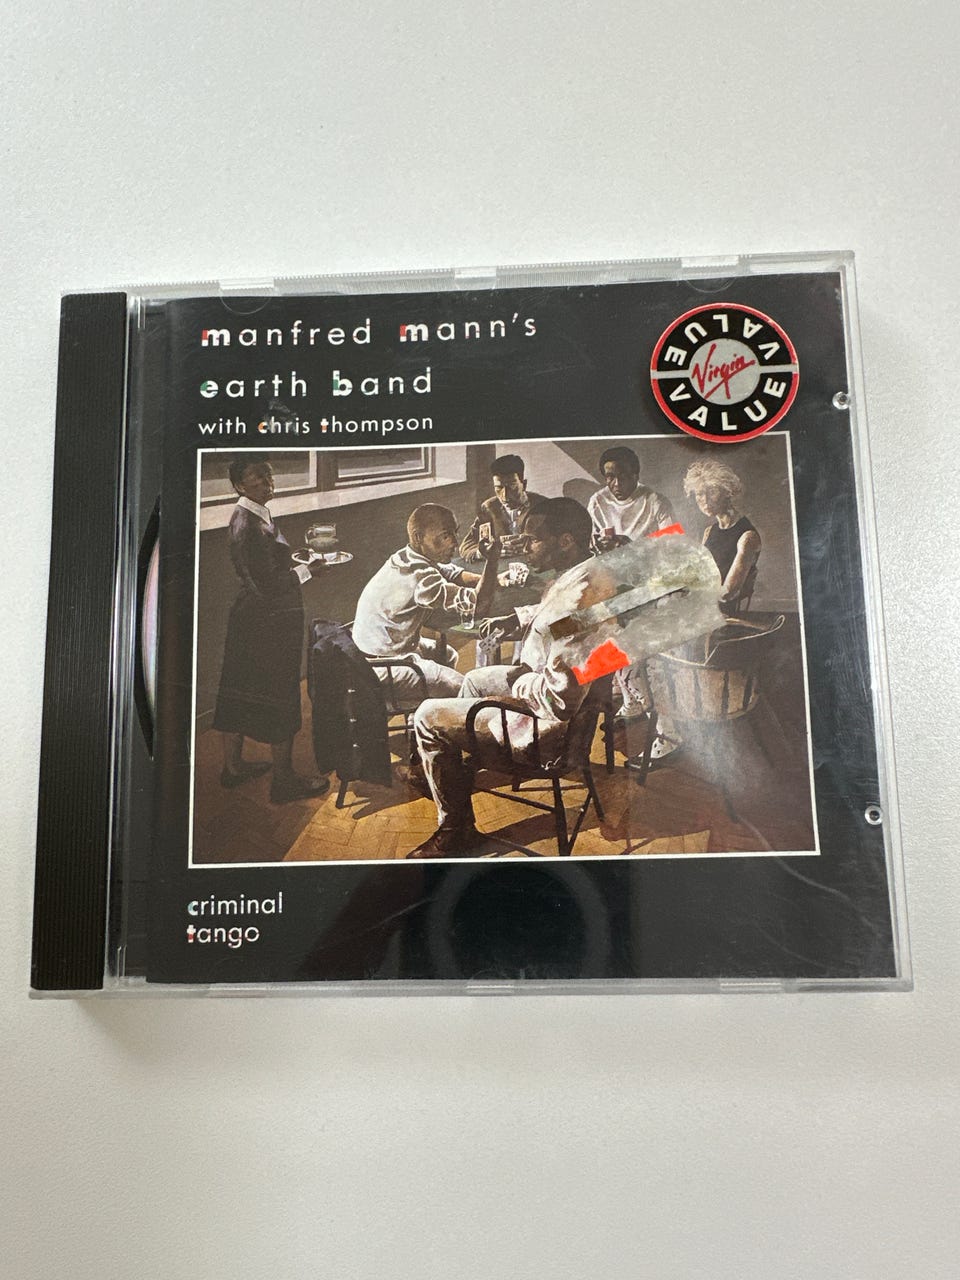 manfred mann's
earth band
with chris thompson
VALUE
Virgin
VALUE
criminal
tango